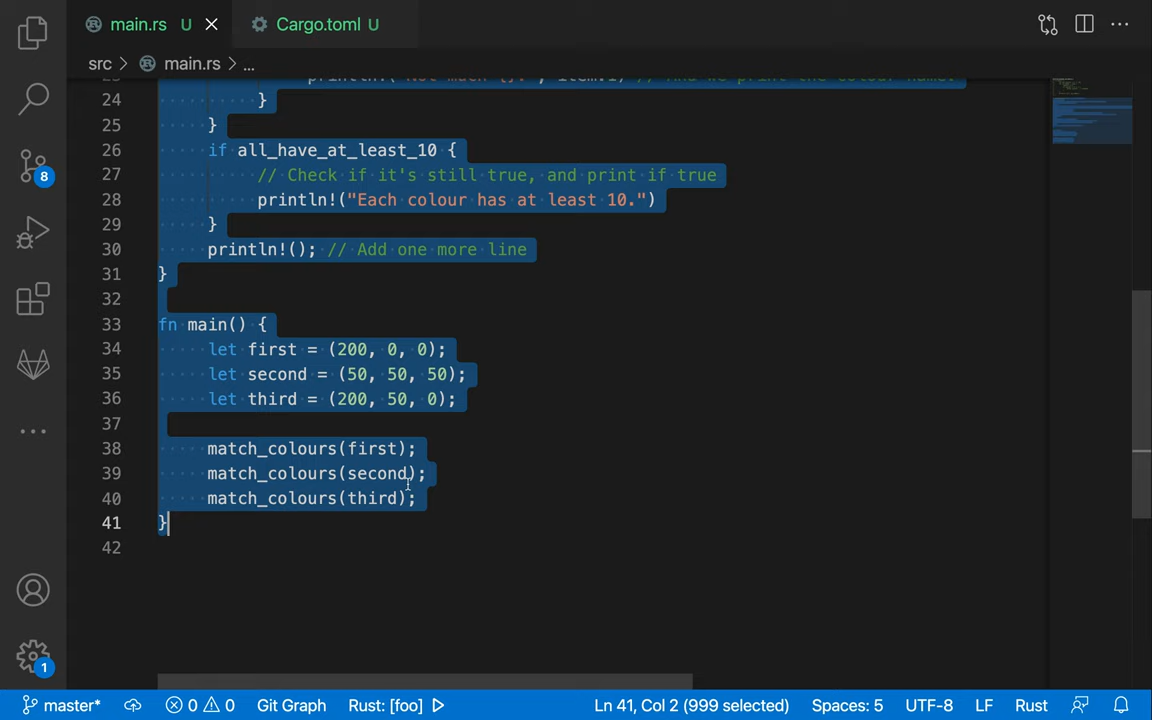 main.rs U Cargo.toml U
src > main.rs > ...
24 }
25 }
26 if all_have_at_least_10 {
27 // Check if it's still true, and print if true
28 println!("Each colour has at least 10.")
29 }
30 println!(); // Add one more line
31 }
32
33 fn main() {
34 let first = (200, 0, 0);
35 let second = (50, 50, 50);
36 let third = (200, 50, 0);
37
38 match_colours(first);
39 match_colours(second);
40 match_colours(third);
41 }
42
8
1
master* 0 0 Git Graph Rust: [foo] Ln 41, Col 2 (999 selected) Spaces: 5 UTF-8 LF Rust